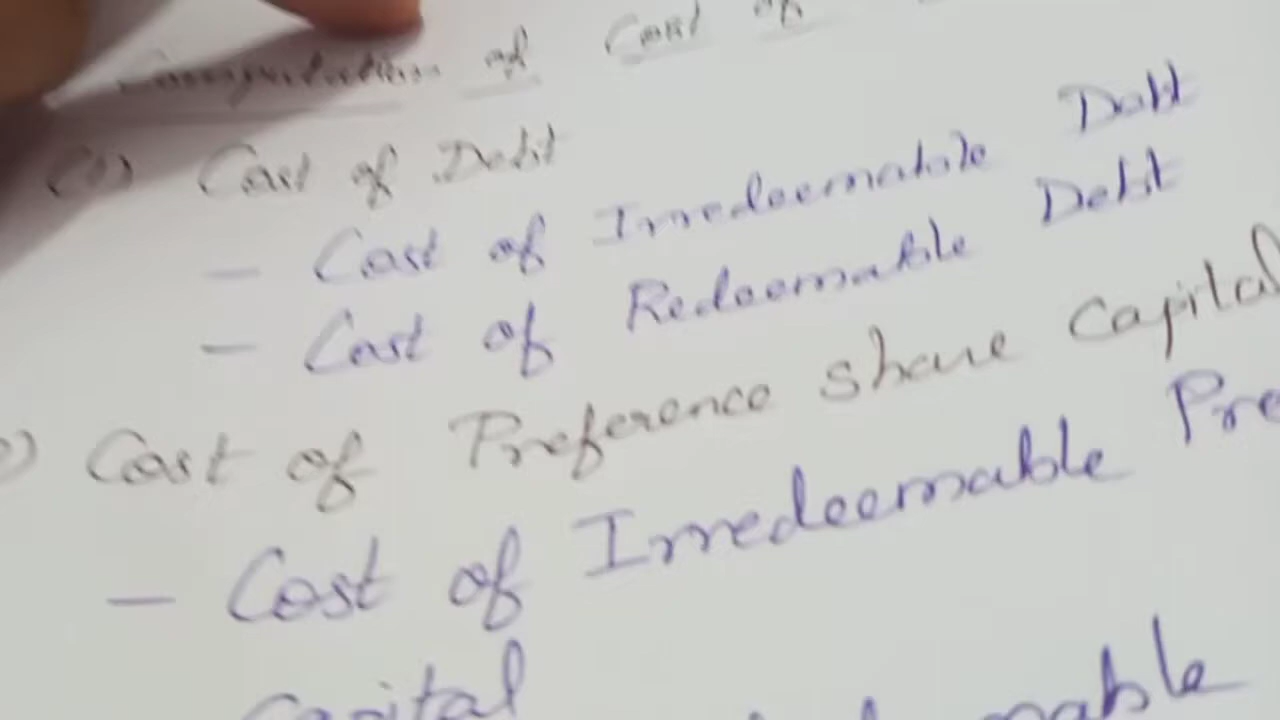 Computation of Cost of
(1) Cost of Debt
— Cost of Irredeemable Debt
— Cost of Redeemable Debt
) Cost of Preference share Capital
— Cost of Irredeemable Pre
Capital